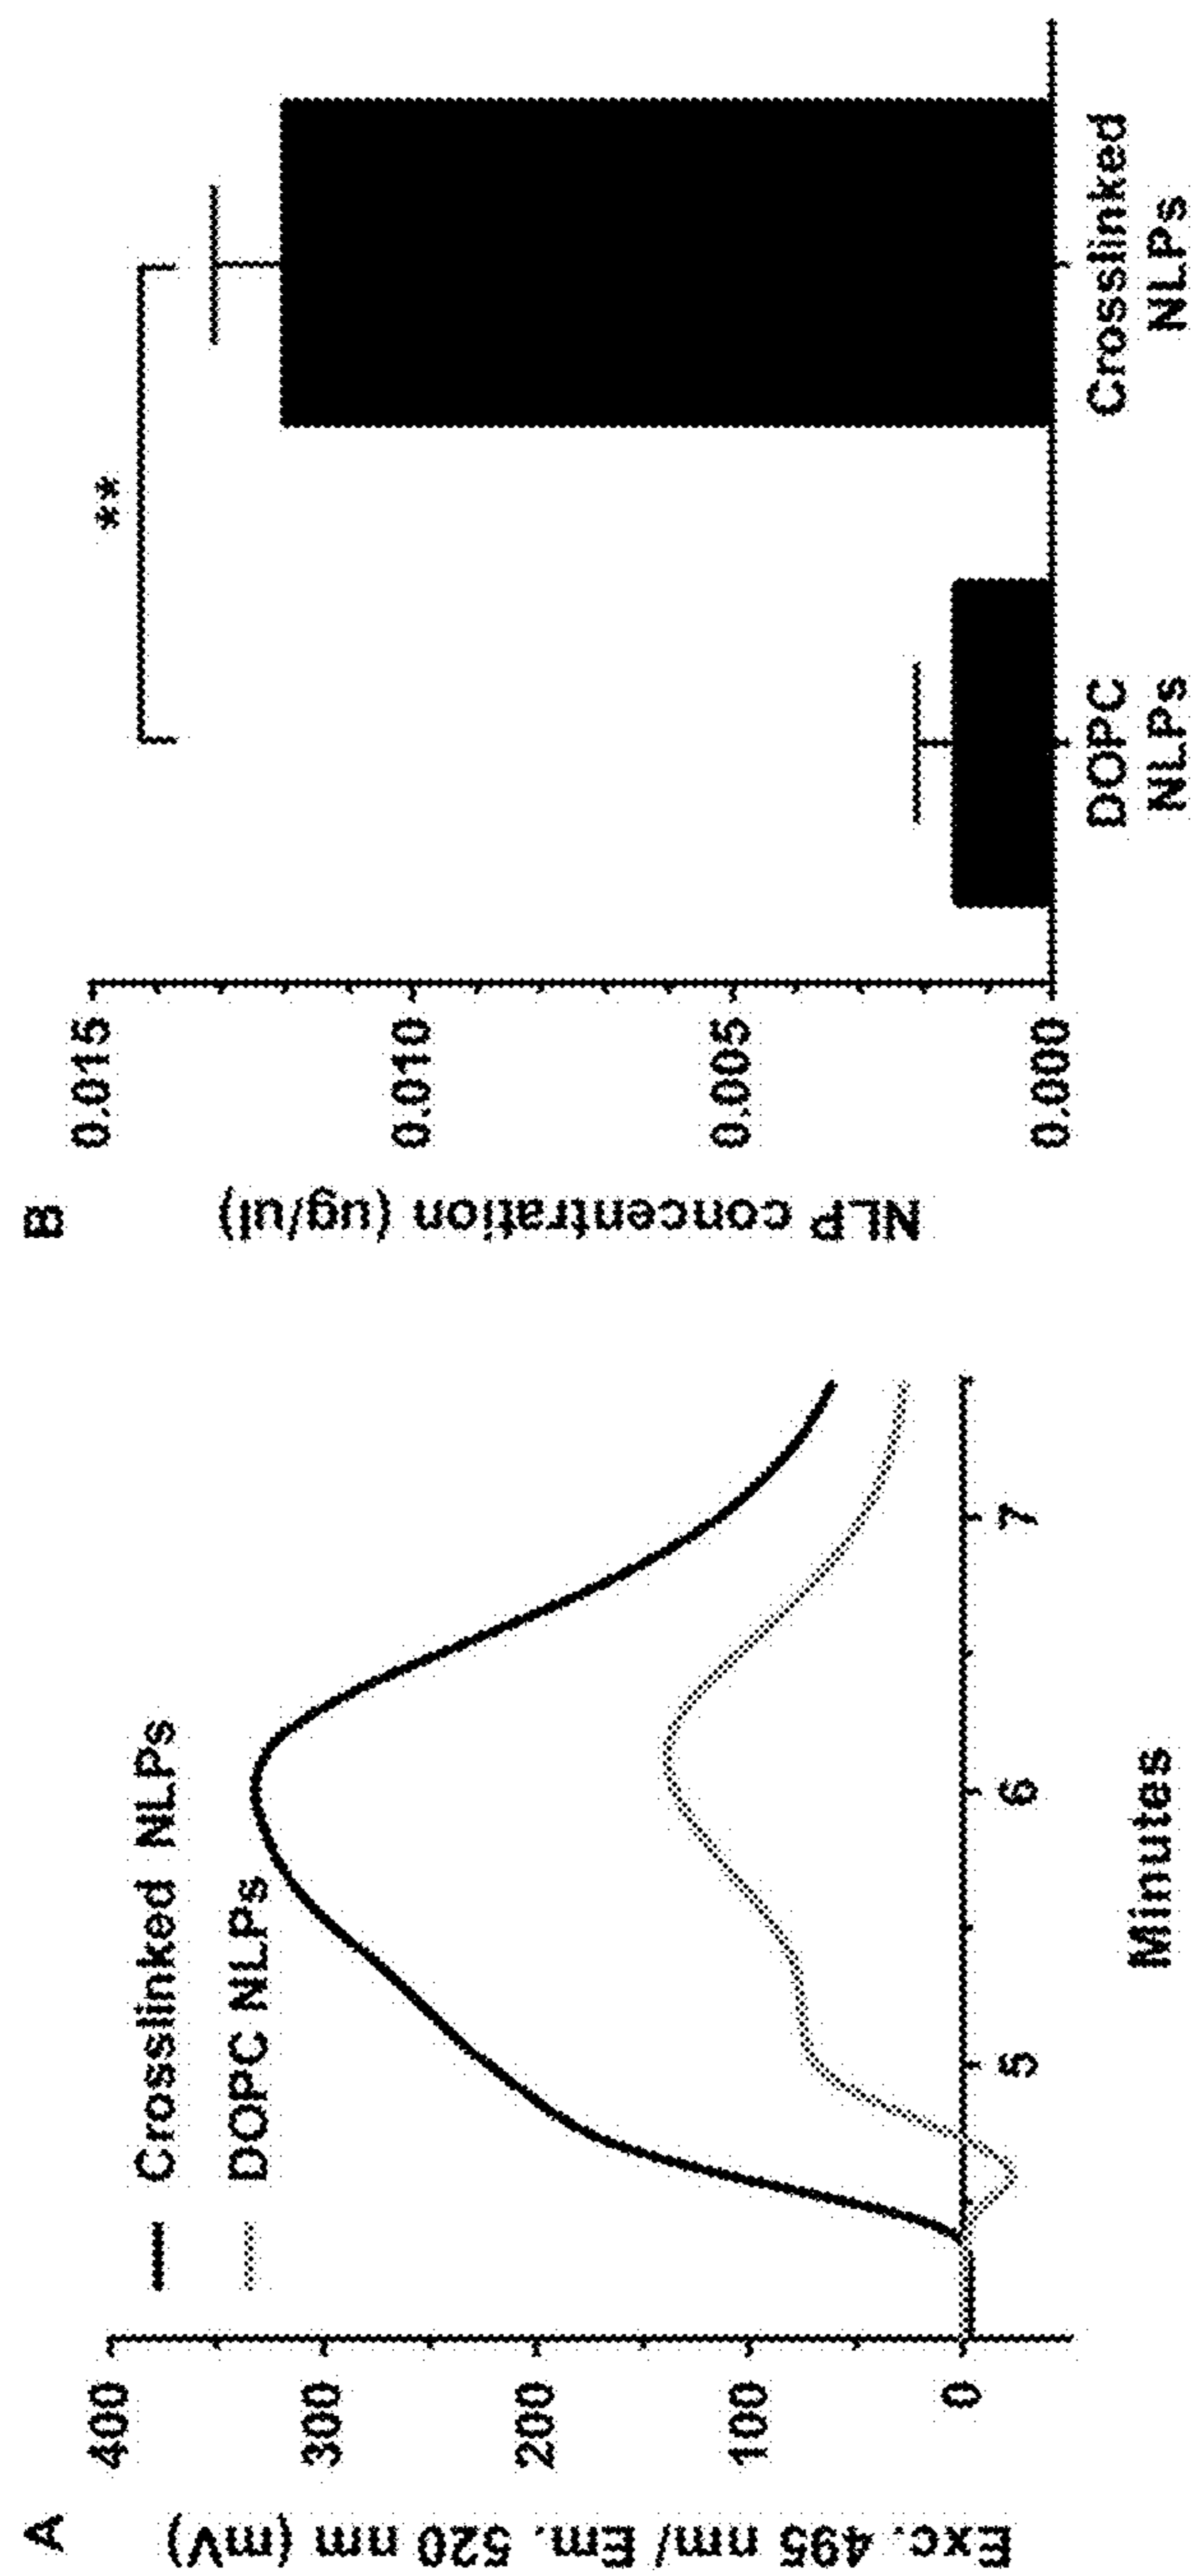 A
Exc. 495 nm/ Em. 520 nm (mV)
400
300
200
100
0
Crosslinked NLPs
DOPC NLPs
5
6
7
Minutes
B
NLP concentration (ug/ul)
0.015
0.010
0.005
0.000
**
DOPC
NLPs
Crosslinked
NLPs